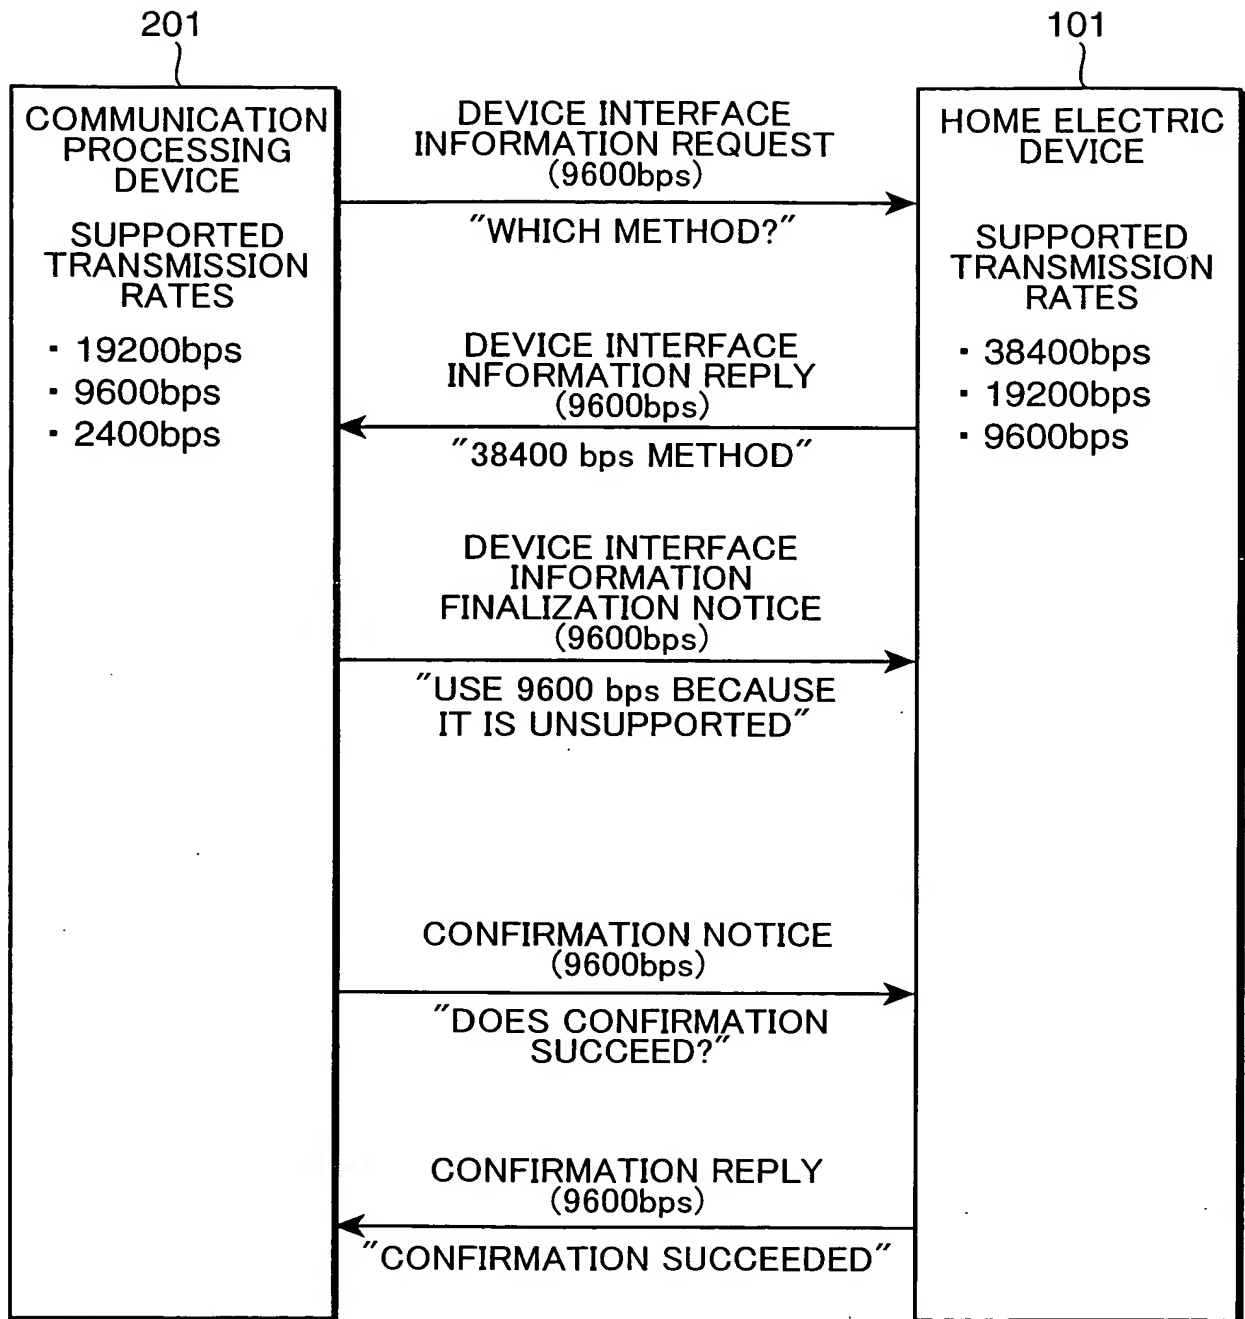 201
101
COMMUNICATION
PROCESSING
DEVICE
SUPPORTED
TRANSMISSION
RATES
· 19200bps
· 9600bps
· 2400bps
DEVICE INTERFACE
INFORMATION REQUEST
(9600bps)
"WHICH METHOD?"
DEVICE INTERFACE
INFORMATION REPLY
(9600bps)
"38400 bps METHOD"
DEVICE INTERFACE
INFORMATION
FINALIZATION NOTICE
(9600bps)
"USE 9600 bps BECAUSE
IT IS UNSUPPORTED"
CONFIRMATION NOTICE
(9600bps)
"DOES CONFIRMATION
SUCCEED?"
CONFIRMATION REPLY
(9600bps)
"CONFIRMATION SUCCEEDED"
HOME ELECTRIC
DEVICE
SUPPORTED
TRANSMISSION
RATES
· 38400bps
· 19200bps
· 9600bps